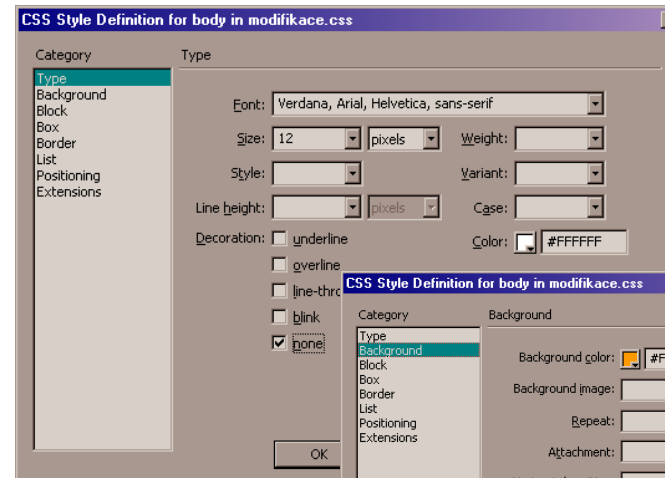 CSS Style Definition for body in modifikace.css
Category
Type
Type
Background
Block
Box
Border
List
Positioning
Extensions
Font: Verdana, Arial, Helvetica, sans-serif
Size: 12 pixels Weight:
Style: Variant:
Line height: pixels Case:
Decoration: underline Color: #FFFFFF
overline
line-thro
blink
none
OK
CSS Style Definition for body in modifikace.css
Category
Background
Type
Background
Block
Box
Border
List
Positioning
Extensions
Background color: #F
Background image:
Repeat:
Attachment: